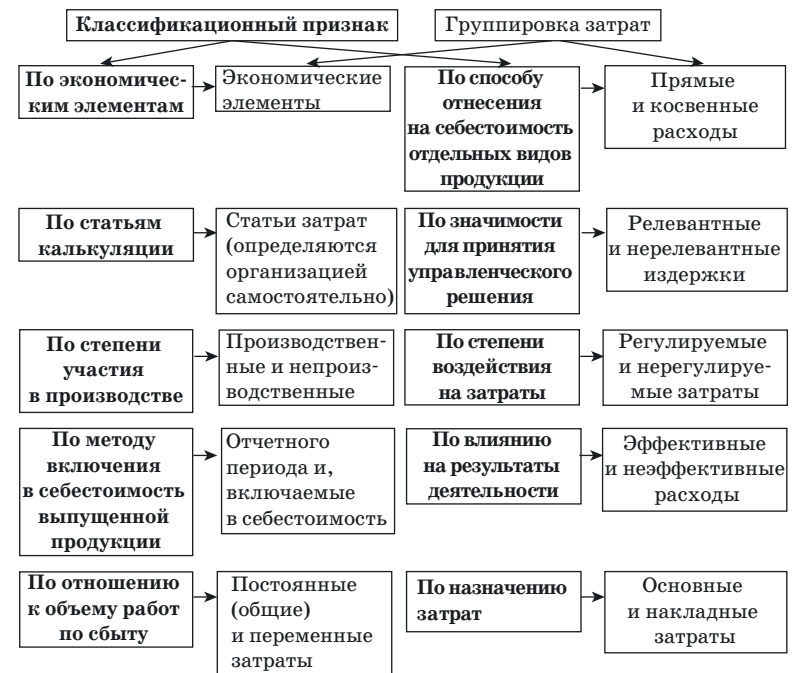 Классификационный признак
Группировка затрат
По экономичес-
ким элементам
Экономические
элементы
По способу
отнесения
на себестоимость
отдельных видов
продукции
Прямые
и косвенные
расходы
По статьям
калькуляции
Статьи затрат
(определяются
организацией
самостоятельно)
По значимости
для принятия
управленческого
решения
Релевантные
и нерелевантные
издержки
По степени
участия
в производстве
Производствен-
ные и непроиз-
водственные
По степени
воздействия
на затраты
Регулируемые
и нерегулируе-
мые затраты
По методу
включения
в себестоимость
выпущенной
продукции
Отчетного
периода и,
включаемые
в себестоимость
По влиянию
на результаты
деятельности
Эффективные
и неэффективные
расходы
По отношению
к объему работ
по сбыту
Постоянные
(общие)
и переменные
затраты
По назначению
затрат
Основные
и накладные
затраты